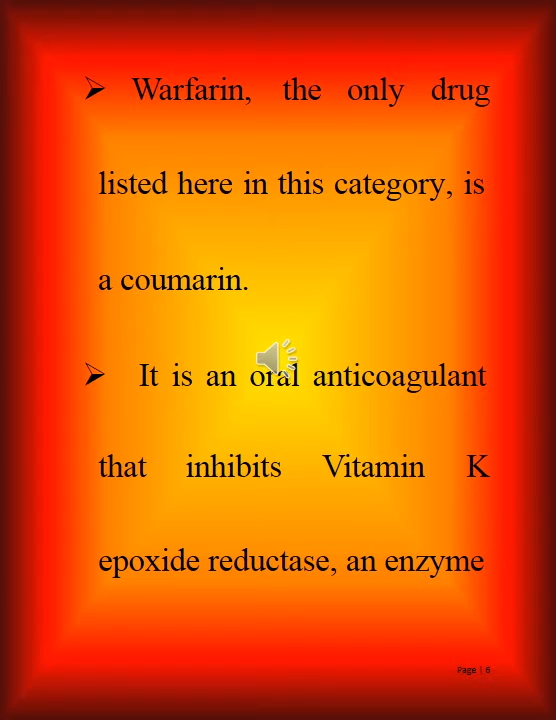 ➢ Warfarin, the only drug
listed here in this category, is
a coumarin.
➢ It is an oral anticoagulant
that inhibits Vitamin K
epoxide reductase, an enzyme
Page | 6